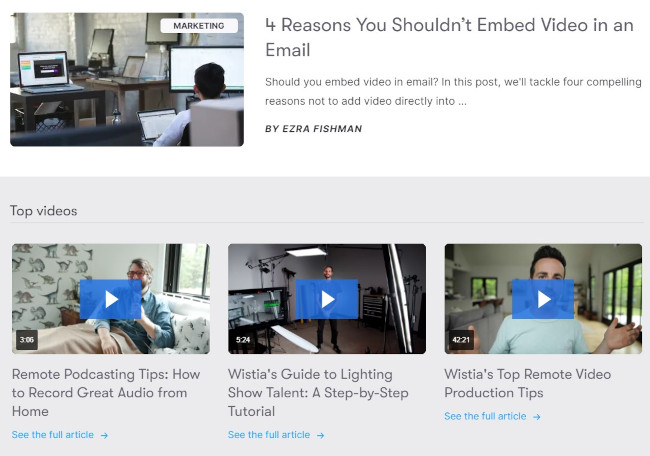 MARKETING
4 Reasons You Shouldn't Embed Video in an
Email
Should you embed video in email? In this post, we'll tackle four compelling
reasons not to add video directly into ...
BY EZRA FISHMAN
Top videos
3:06
Remote Podcasting Tips: How
to Record Great Audio from
Home
See the full article →
5:24
Wistia's Guide to Lighting
Show Talent: A Step-by-Step
Tutorial
See the full article →
42:21
Wistia's Top Remote Video
Production Tips
See the full article →